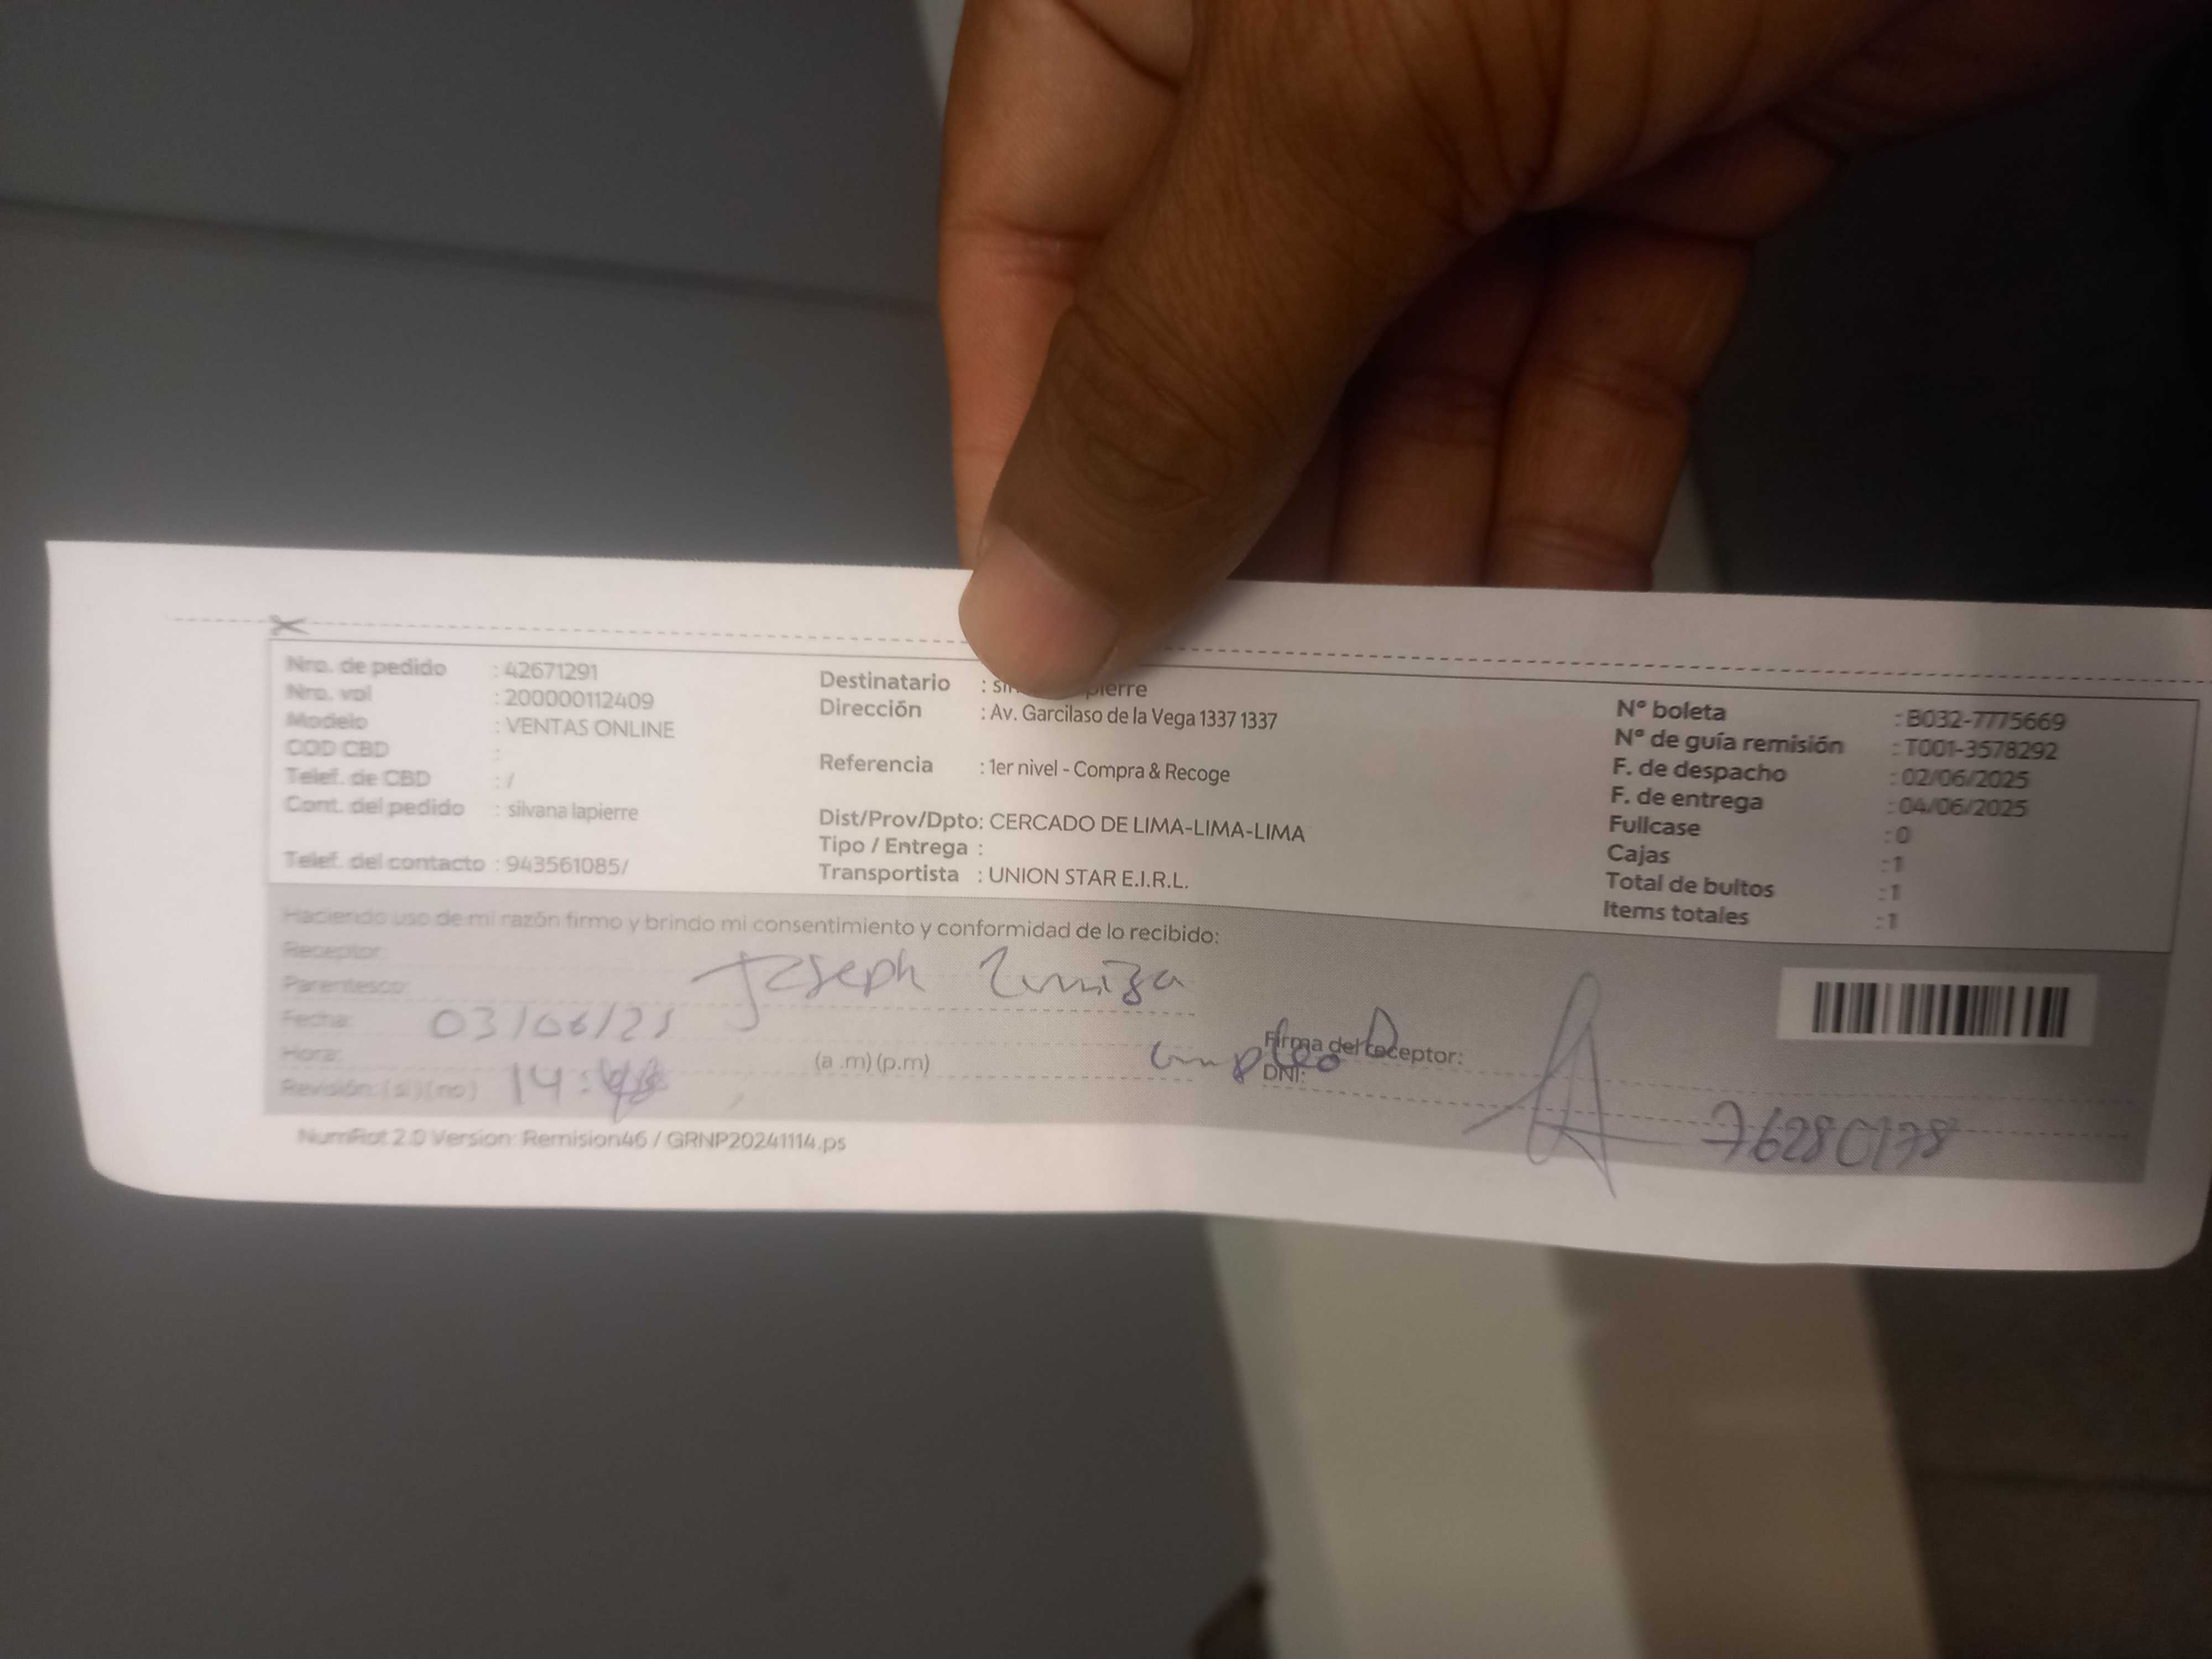 Nro. de pedido : 42671291
Nro. vol : 200000112409
Modelo : VENTAS ONLINE
COD CBD :
Telef. de CBD : /
Cont. del pedido : silvana lapierre
Telef. del contacto : 943561085/
Destinatario :
Dirección : Av. Garcilaso de la Vega 1337 1337
Referencia : 1er nivel - Compra & Recoge
Dist/Prov/Dpto: CERCADO DE LIMA-LIMA-LIMA
Tipo / Entrega :
Transportista : UNION STAR E.I.R.L.
N° boleta : B032-7775669
N° de guía remisión : T001-3578292
F. de despacho : 02/06/2025
F. de entrega : 04/06/2025
Fullcase : 0
Cajas : 1
Total de bultos : 1
Items totales : 1
Haciendo uso de mi razón firmo y brindo mi consentimiento y conformidad de lo recibido:
Receptor: Joseph
Parentesco:
Fecha: 03/06/25
Hora: 14: (a .m) (p.m)
Revisión: ( si ) ( no )
Firma del receptor:
DNI: 76280178
NumRot 2.0 Version: Remision46 / GRNP20241114.ps